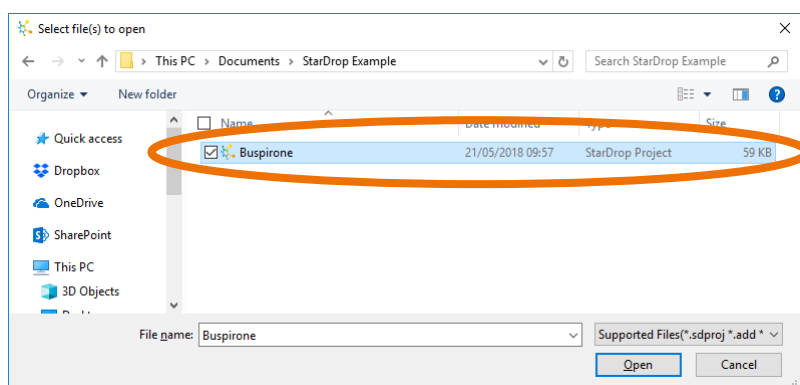 Select file(s) to open
This PC > Documents > StarDrop Example
Search StarDrop Example
Organize
New folder
Name
Date modified
Type
Size
Quick access
Buspirone
21/05/2018 09:57
StarDrop Project
59 KB
Dropbox
OneDrive
SharePoint
This PC
3D Objects
File name:
Buspirone
Supported Files(*.sdproj *.add *
Open
Cancel